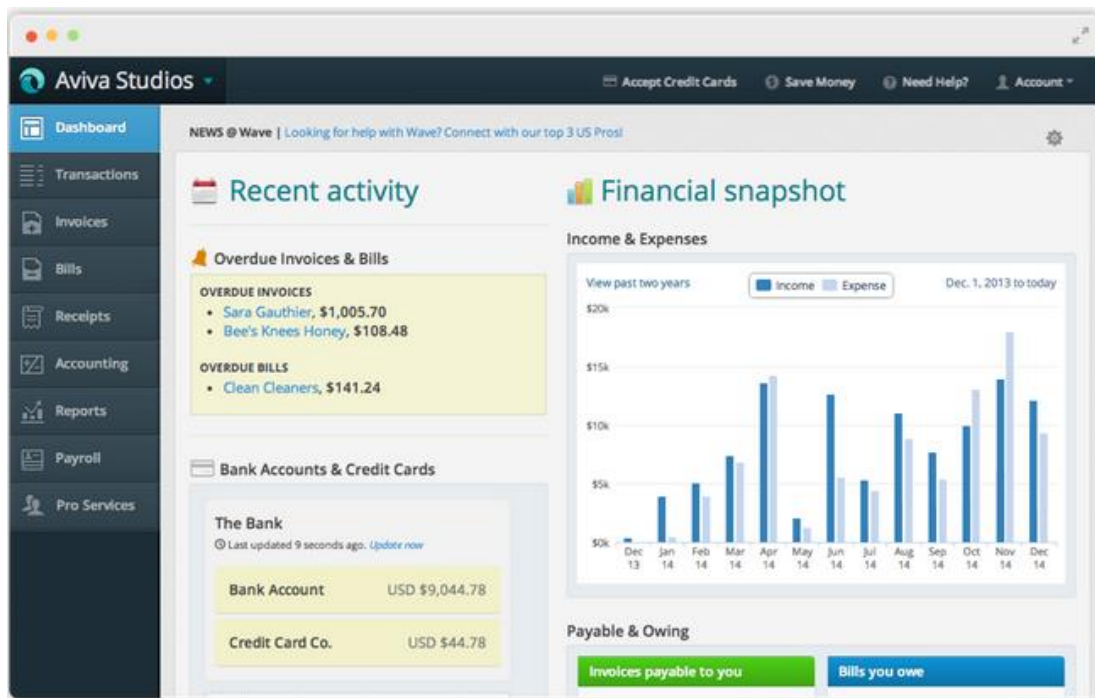 Aviva Studios
Accept Credit Cards
Save Money
Need Help?
Account
Dashboard
Transactions
Invoices
Bills
Receipts
Accounting
Reports
Payroll
Pro Services
NEWS @ Wave | Looking for help with Wave? Connect with our top 3 US Pros!
Recent activity
Overdue Invoices & Bills
OVERDUE INVOICES
• Sara Gauthier, $1,005.70
• Bee's Knees Honey, $108.48
OVERDUE BILLS
• Clean Cleaners, $141.24
Bank Accounts & Credit Cards
The Bank
Last updated 9 seconds ago. Update now
Bank Account USD $9,044.78
Credit Card Co. USD $44.78
Financial snapshot
Income & Expenses
View past two years
Income Expense
Dec. 1, 2013 to today
$20k
$15k
$10k
$5k
$0k
Dec Jan Feb Mar Apr May Jun Jul Aug Sep Oct Nov Dec
13 14 14 14 14 14 14 14 14 14 14 14 14
Payable & Owing
Invoices payable to you
Bills you owe